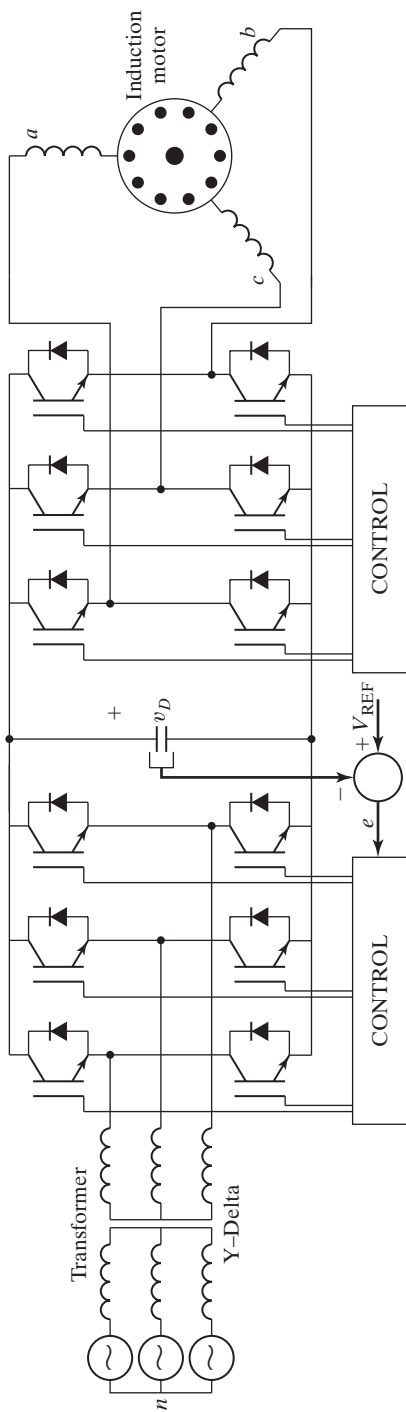 n
Transformer
Y–Delta
CONTROL
e
–
+ V_REF
+
v_D
CONTROL
a
b
c
Induction
motor